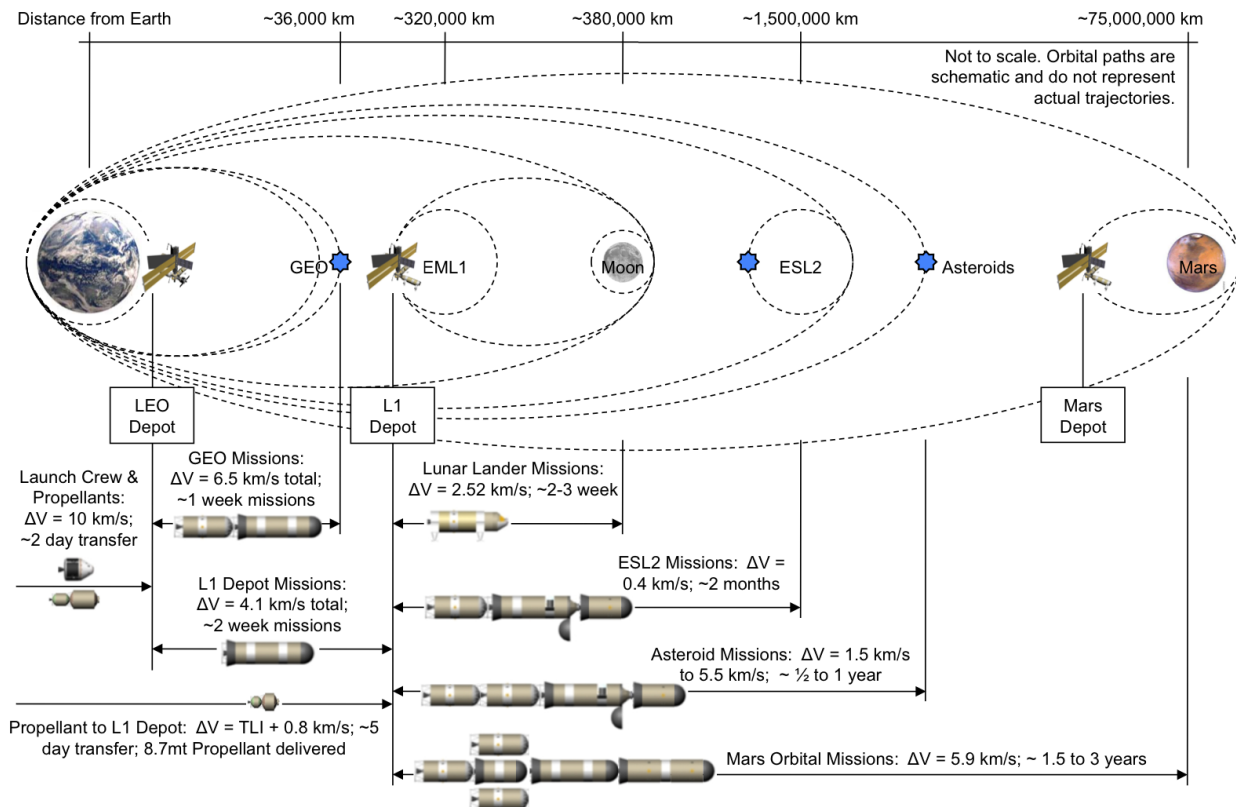 Distance from Earth
~36,000 km
~320,000 km
~380,000 km
~1,500,000 km
~75,000,000 km
Not to scale. Orbital paths are
schematic and do not represent
actual trajectories.
GEO
EML1
Moon
ESL2
Asteroids
Mars
LEO
Depot
L1
Depot
Mars
Depot
Launch Crew &
Propellants:
ΔV = 10 km/s;
~2 day transfer
GEO Missions:
ΔV = 6.5 km/s total;
~1 week missions
Lunar Lander Missions:
ΔV = 2.52 km/s; ~2-3 week
L1 Depot Missions:
ΔV = 4.1 km/s total;
~2 week missions
ESL2 Missions:  ΔV =
0.4 km/s; ~2 months
Asteroid Missions:  ΔV = 1.5 km/s
to 5.5 km/s;  ~ ½ to 1 year
Propellant to L1 Depot:  ΔV = TLI + 0.8 km/s; ~5
day transfer; 8.7mt Propellant delivered
Mars Orbital Missions:  ΔV = 5.9 km/s; ~ 1.5 to 3 years